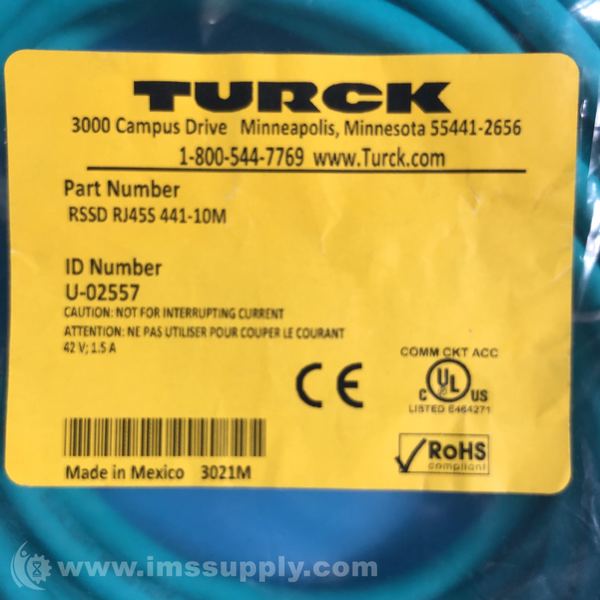 TURCK
3000 Campus Drive Minneapolis, Minnesota 55441-2656
1-800-544-7769 www.Turck.com
Part Number
RSSD RJ45S 441-10M
ID Number
U-02557
CAUTION: NOT FOR INTERRUPTING CURRENT
ATTENTION: NE PAS UTILISER POUR COUPER LE COURANT
42 V; 1.5 A
CE
COMM CKT ACC
C UL US
LISTED E464271
RoHS
compliant
Made in Mexico 3021M
www.imssupply.com